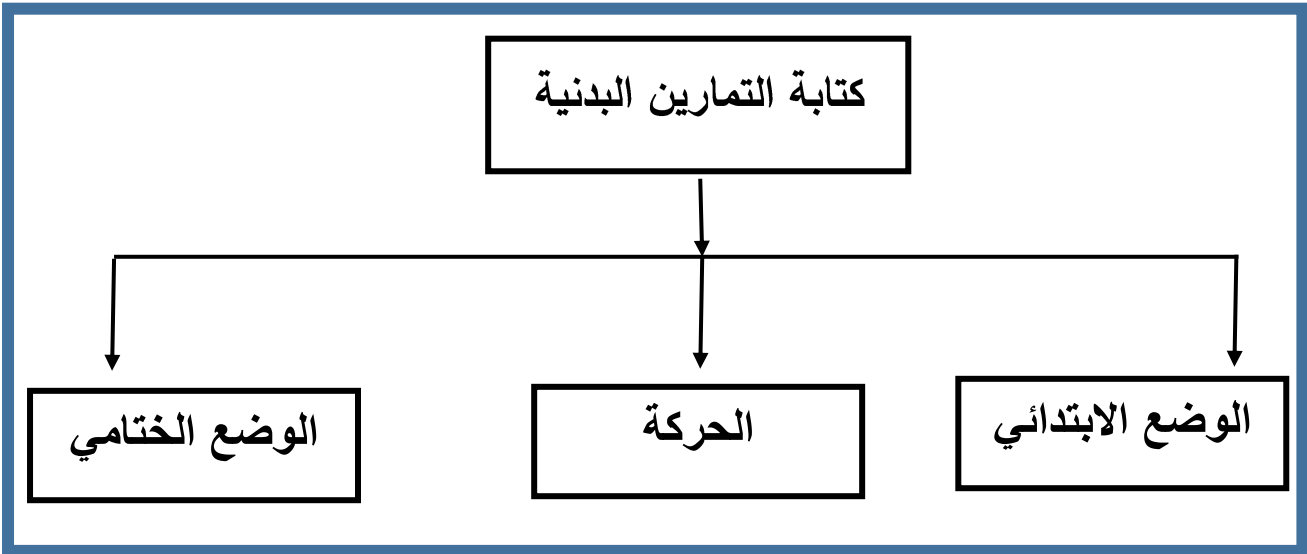 كتابة التمارين البدنية
الوضع الابتدائي
الحركة
الوضع الختامي